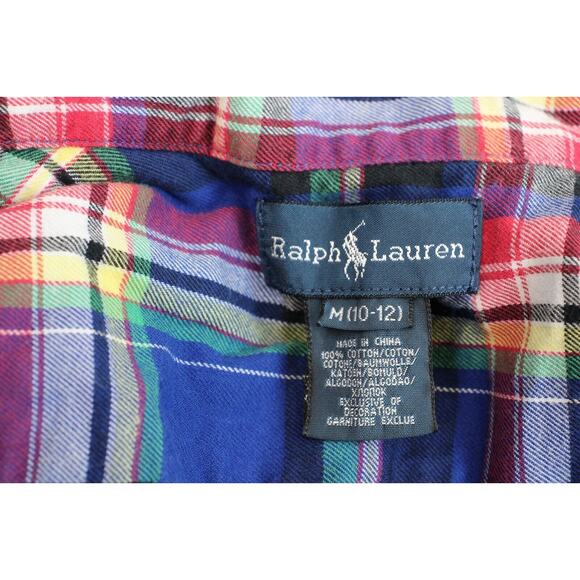 Ralph Lauren
M (10-12)
MADE IN CHINA
100% COTTON/COTON/
COTONE/BAUMWOLLE/
KATOEN/BOMULD/
ALGODON/ALGODAO/
ХЛОПОК
EXCLUSIVE OF
DECORATION
GARNITURE EXCLUE